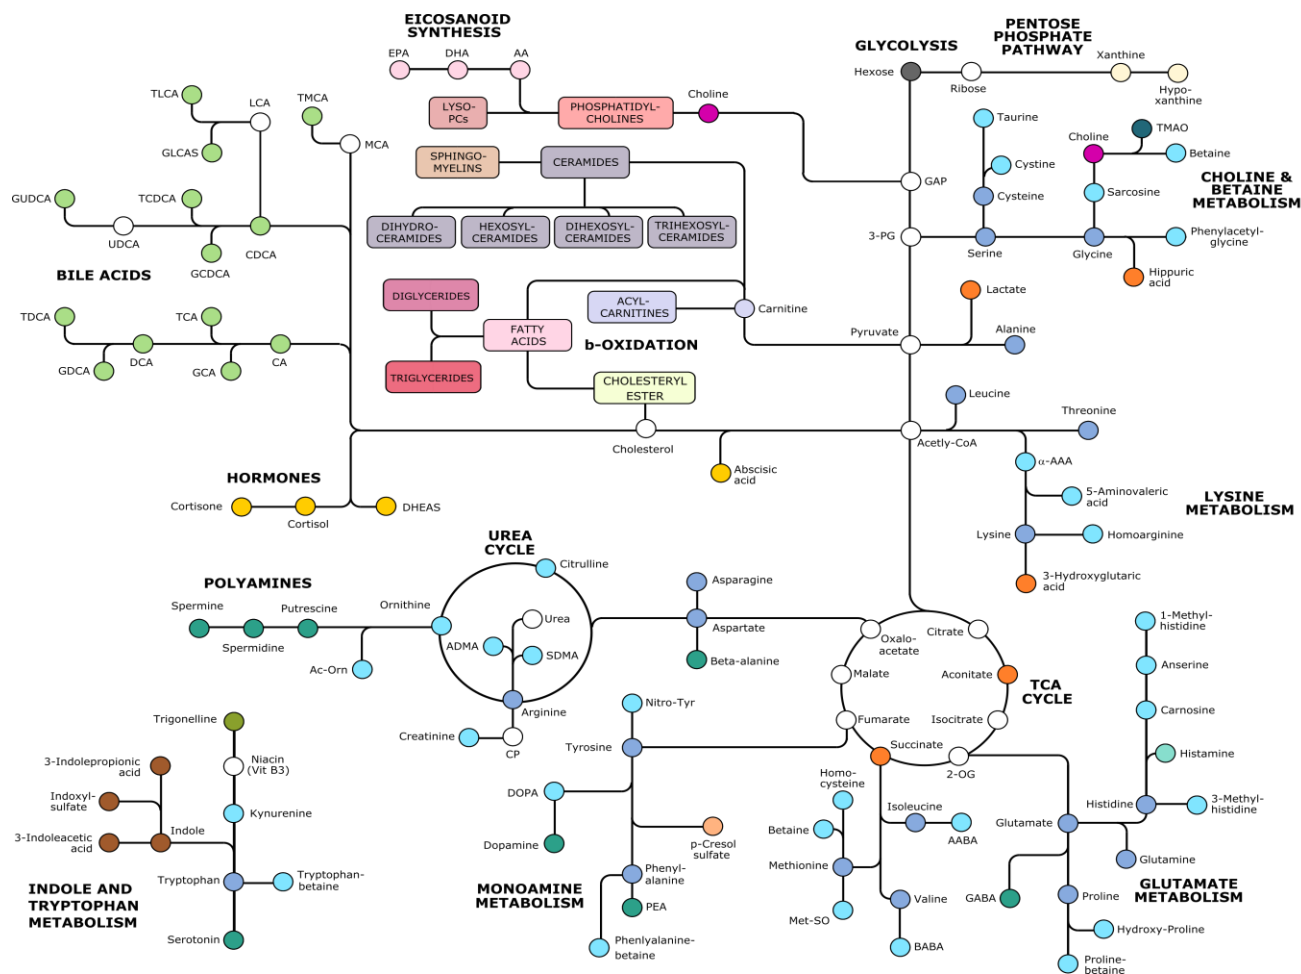 EICOSANOID
SYNTHESIS
EPA
DHA
AA
LYSO-
PCs
PHOSPHATIDYL-
CHOLINES
Choline
SPHINGO-
MYELINS
CERAMIDES
DIHYDRO-
CERAMIDES
HEXOSYL-
CERAMIDES
DIHEXOSYL-
CERAMIDES
TRIHEXOSYL-
CERAMIDES
DIGLYCERIDES
TRIGLYCERIDES
FATTY
ACIDS
ACYL-
CARNITINES
Carnitine
b-OXIDATION
CHOLESTERYL
ESTER
Cholesterol
GLYCOLYSIS
PENTOSE
PHOSPHATE
PATHWAY
Hexose
Ribose
Xanthine
Hypo-
xanthine
GAP
3-PG
Pyruvate
Acetly-CoA
Taurine
Cystine
Cysteine
Serine
Choline
TMAO
Betaine
Sarcosine
Glycine
Phenylacetyl-
glycine
Hippuric
acid
CHOLINE &
BETAINE
METABOLISM
Lactate
Alanine
Leucine
Threonine
α-AAA
5-Aminovaleric
acid
Lysine
Homoarginine
3-Hydroxyglutaric
acid
LYSINE
METABOLISM
TLCA
LCA
GLCAS
TMCA
MCA
GUDCA
UDCA
TCDCA
GCDCA
CDCA
BILE ACIDS
TDCA
GDCA
DCA
TCA
GCA
CA
Abscisic
acid
HORMONES
Cortisone
Cortisol
DHEAS
UREA
CYCLE
Citrulline
Ornithine
Urea
ADMA
SDMA
Arginine
Creatinine
CP
POLYAMINES
Spermine
Spermidine
Putrescine
Ac-Orn
Asparagine
Aspartate
Beta-alanine
TCA
CYCLE
Oxalo-
acetate
Citrate
Malate
Aconitate
Fumarate
Isocitrate
Succinate
2-OG
Trigonelline
Niacin
(Vit B3)
3-Indolepropionic
acid
Indoxyl-
sulfate
Kynurenine
3-Indoleacetic
acid
Indole
Tryptophan
Tryptophan-
betaine
Serotonin
INDOLE AND
TRYPTOPHAN
METABOLISM
Nitro-Tyr
Tyrosine
DOPA
Dopamine
p-Cresol
sulfate
Phenyl-
alanine
PEA
Phenlyalanine-
betaine
MONOAMINE
METABOLISM
Homo-
cysteine
Betaine
Methionine
Met-SO
Isoleucine
AABA
Valine
BABA
1-Methyl-
histidine
Anserine
Carnosine
Histamine
Histidine
3-Methyl-
histidine
Glutamate
Glutamine
GABA
Proline
Hydroxy-Proline
Proline-
betaine
GLUTAMATE
METABOLISM